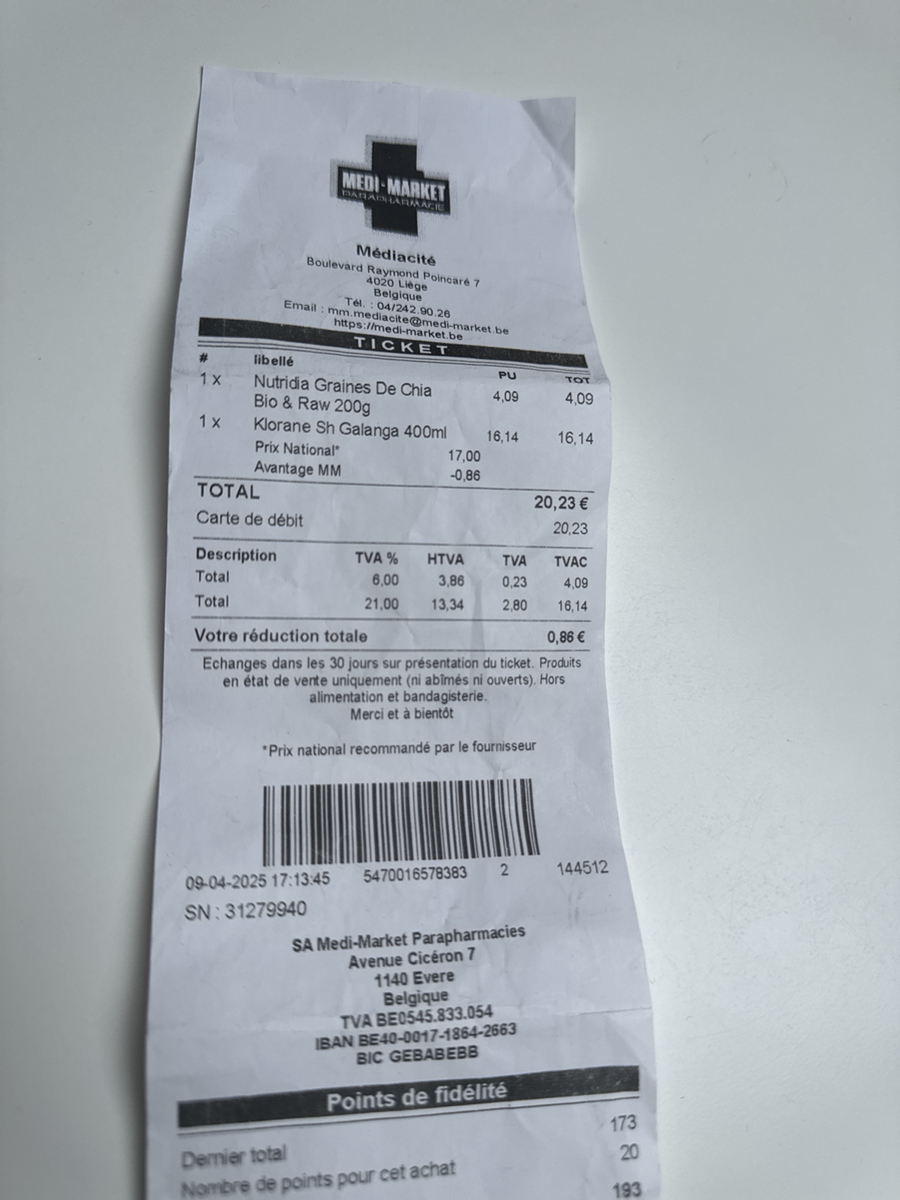 MEDI-MARKET
PARAPHARMACIE
Médiacité
Boulevard Raymond Poincaré 7
4020 Liège
Belgique
Tél. : 04/242.90.26
Email : mm.mediacite@medi-market.be
https://medi-market.be
TICKET
# libellé PU TOT
1 x Nutridia Graines De Chia 4,09 4,09
Bio & Raw 200g
1 x Klorane Sh Galanga 400ml 16,14 16,14
Prix National* 17,00
Avantage MM -0,86
TOTAL 20,23 €
Carte de débit 20,23
Description TVA % HTVA TVA TVAC
Total 6,00 3,86 0,23 4,09
Total 21,00 13,34 2,80 16,14
Votre réduction totale 0,86 €
Echanges dans les 30 jours sur présentation du ticket. Produits
en état de vente uniquement (ni abîmés ni ouverts). Hors
alimentation et bandagisterie.
Merci et à bientôt
*Prix national recommandé par le fournisseur
09-04-2025 17:13:45 5470016578383 2 144512
SN : 31279940
SA Medi-Market Parapharmacies
Avenue Cicéron 7
1140 Evere
Belgique
TVA BE0545.833.054
IBAN BE40-0017-1864-2663
BIC GEBABEBB
Points de fidélité
Dernier total 173
Nombre de points pour cet achat 20
193